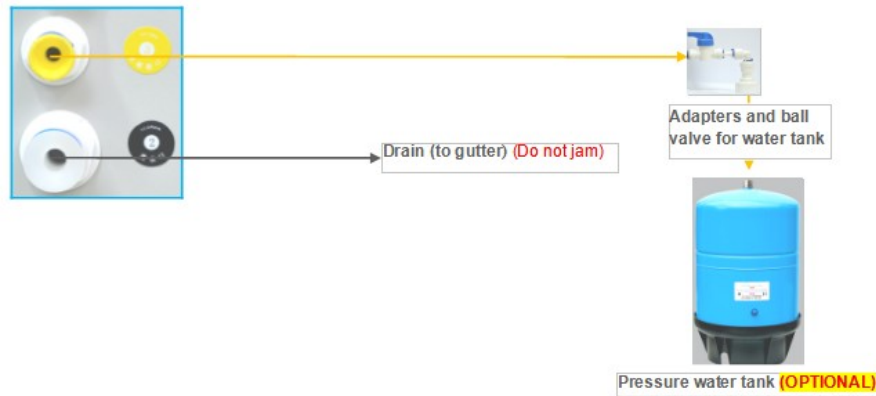 Adapters and ball
valve for water tank
Drain (to gutter) (Do not jam)
Pressure water tank (OPTIONAL)